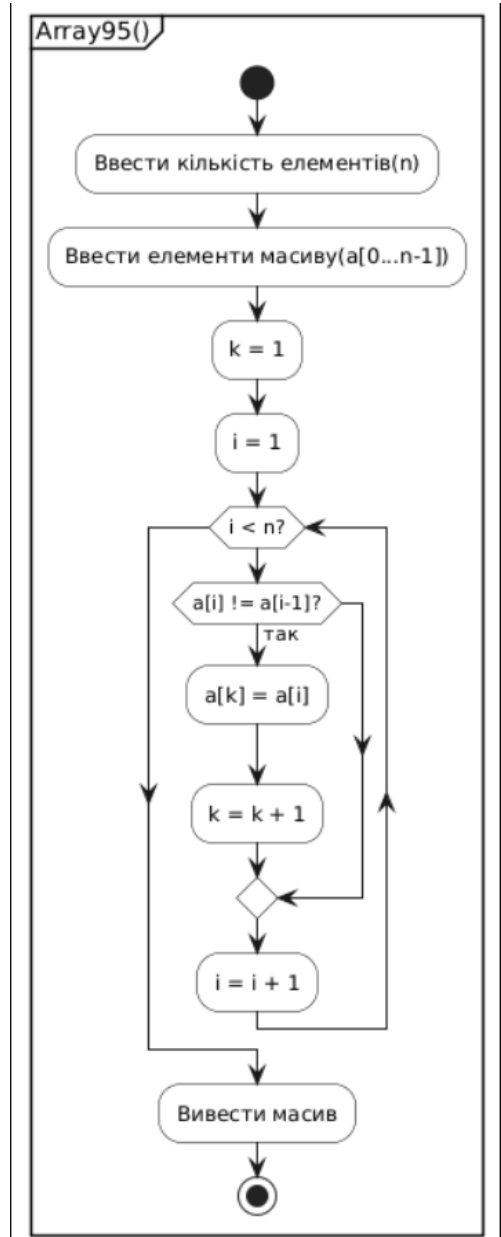 Array95()
Ввести кількість елементів(n)
Ввести елементи масиву(a[0...n-1])
k = 1
i = 1
i < n?
a[i] != a[i-1]?
так
a[k] = a[i]
k = k + 1
i = i + 1
Вивести масив